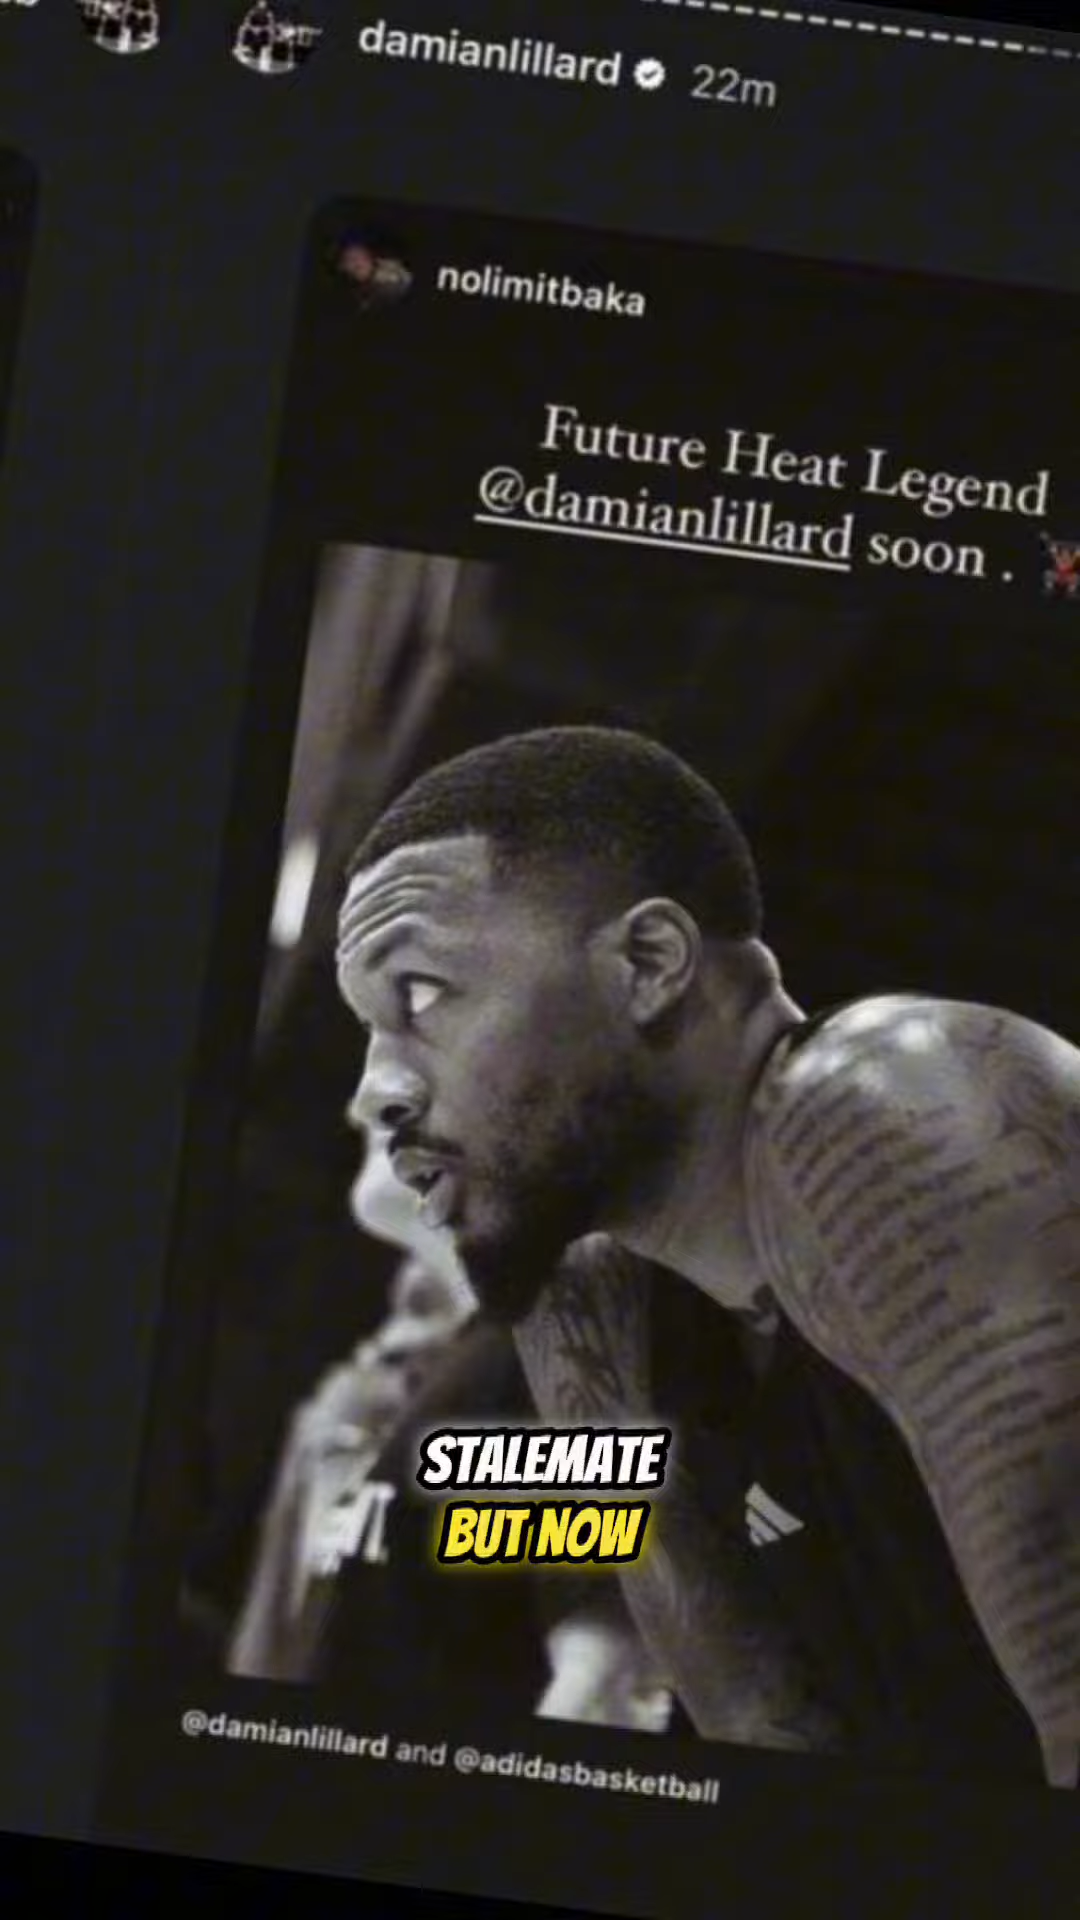 damianlillard 22m
nolimitbaka
Future Heat Legend
@damianlillard soon .
STALEMATE
BUT NOW
@damianlillard and @adidasbasketball